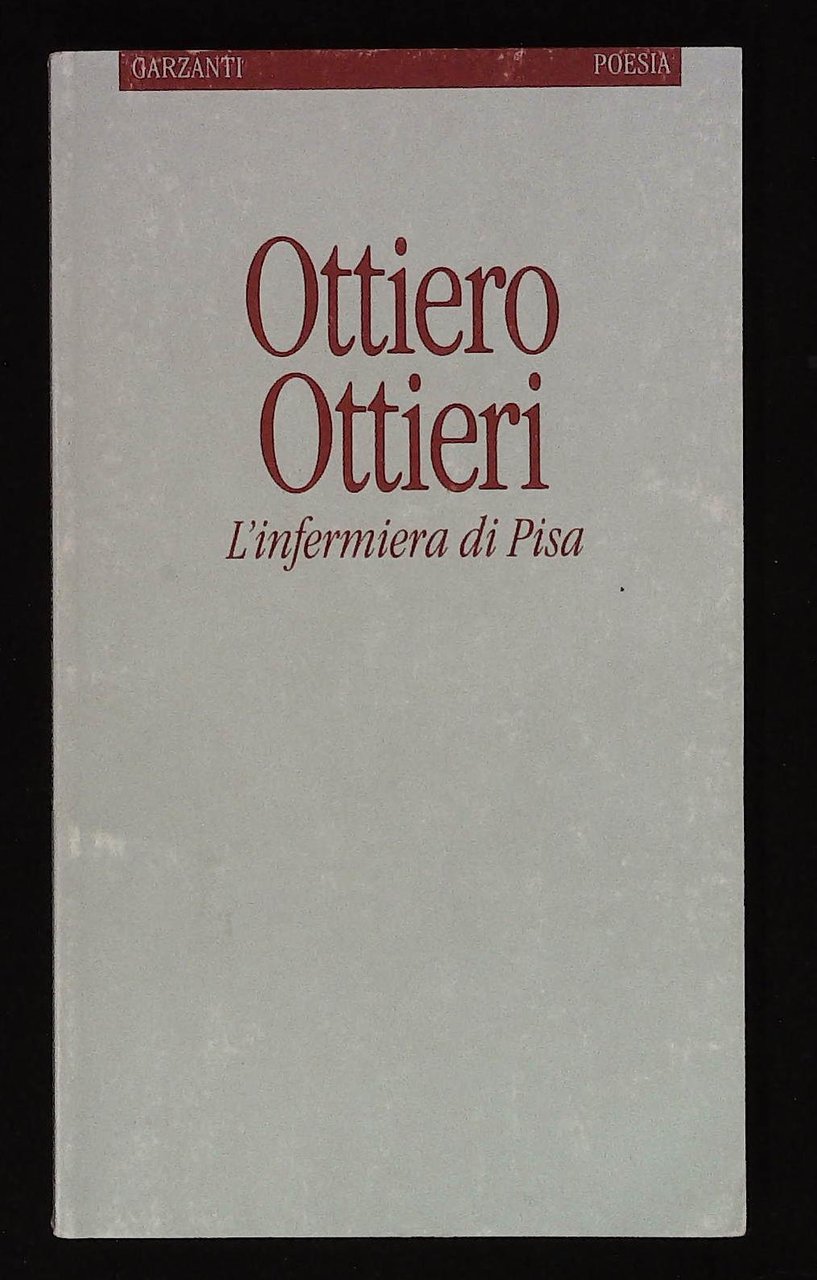 GARZANTI POESIA
Ottiero
Ottieri
L'infermiera di Pisa